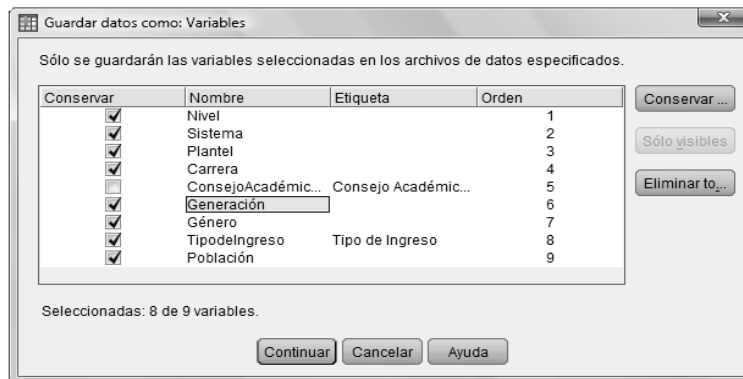 Guardar datos como: Variables
Sólo se guardarán las variables seleccionadas en los archivos de datos especificados.
Conservar Nombre Etiqueta Orden
Nivel 1
Sistema 2
Plantel 3
Carrera 4
ConsejoAcadémic... Consejo Académic... 5
Generación 6
Género 7
TipodeIngreso Tipo de Ingreso 8
Población 9
Conservar ...
Sólo visibles
Eliminar to...
Seleccionadas: 8 de 9 variables.
Continuar Cancelar Ayuda